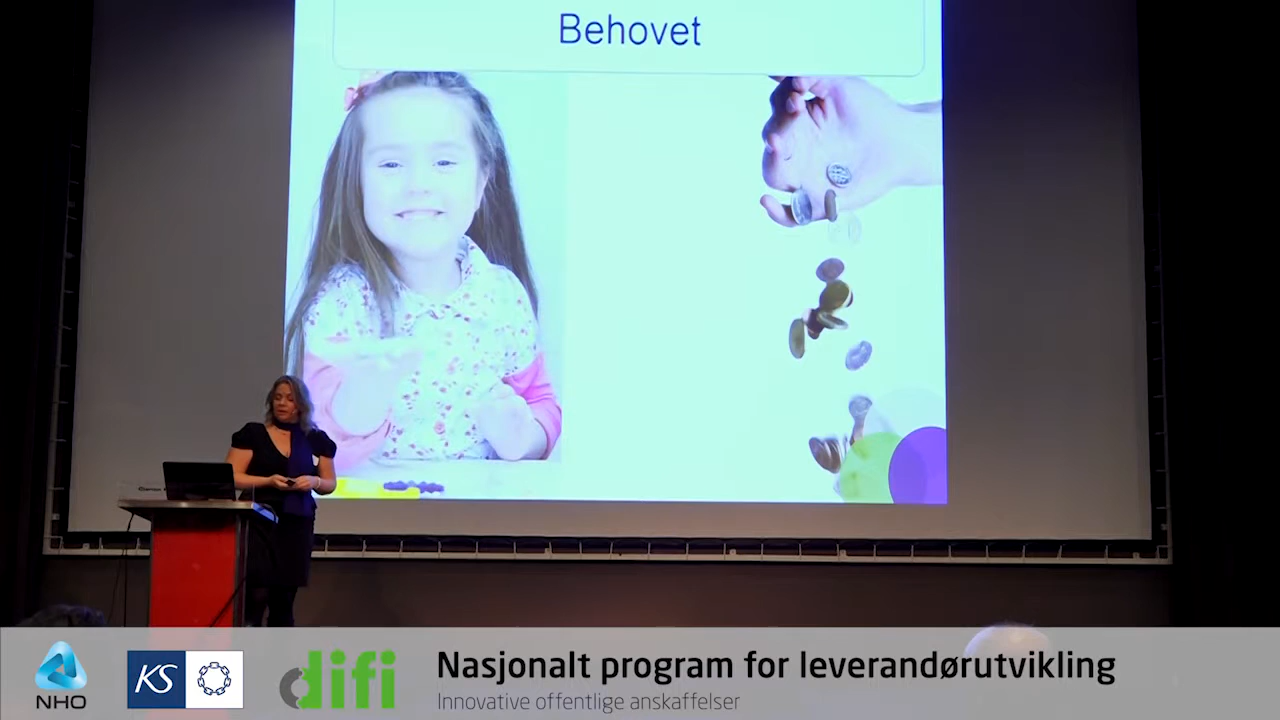 Behovet
NHO
KS
difi
Nasjonalt program for leverandørutvikling
Innovative offentlige anskaffelser